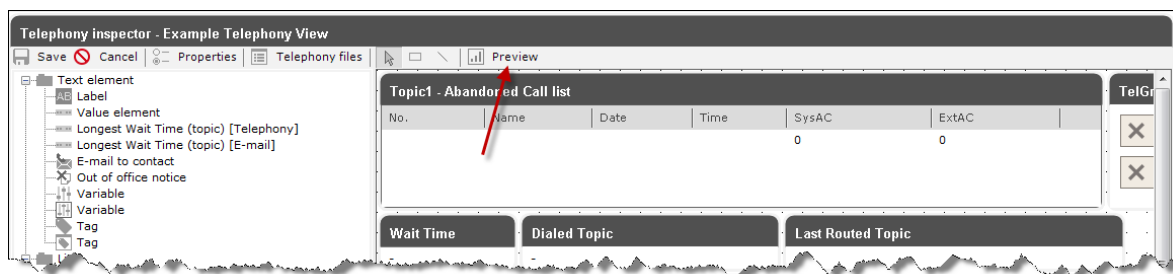 Telephony inspector - Example Telephony View
Save Cancel Properties Telephony files Preview
Text element
AB Label
Value element
Longest Wait Time (topic) [Telephony]
Longest Wait Time (topic) [E-mail]
E-mail to contact
Out of office notice
Variable
Variable
Tag
Tag
Topic1 - Abandoned Call list
No. Name Date Time SysAC ExtAC
0 0
TelGr
Wait Time Dialed Topic Last Routed Topic
- -